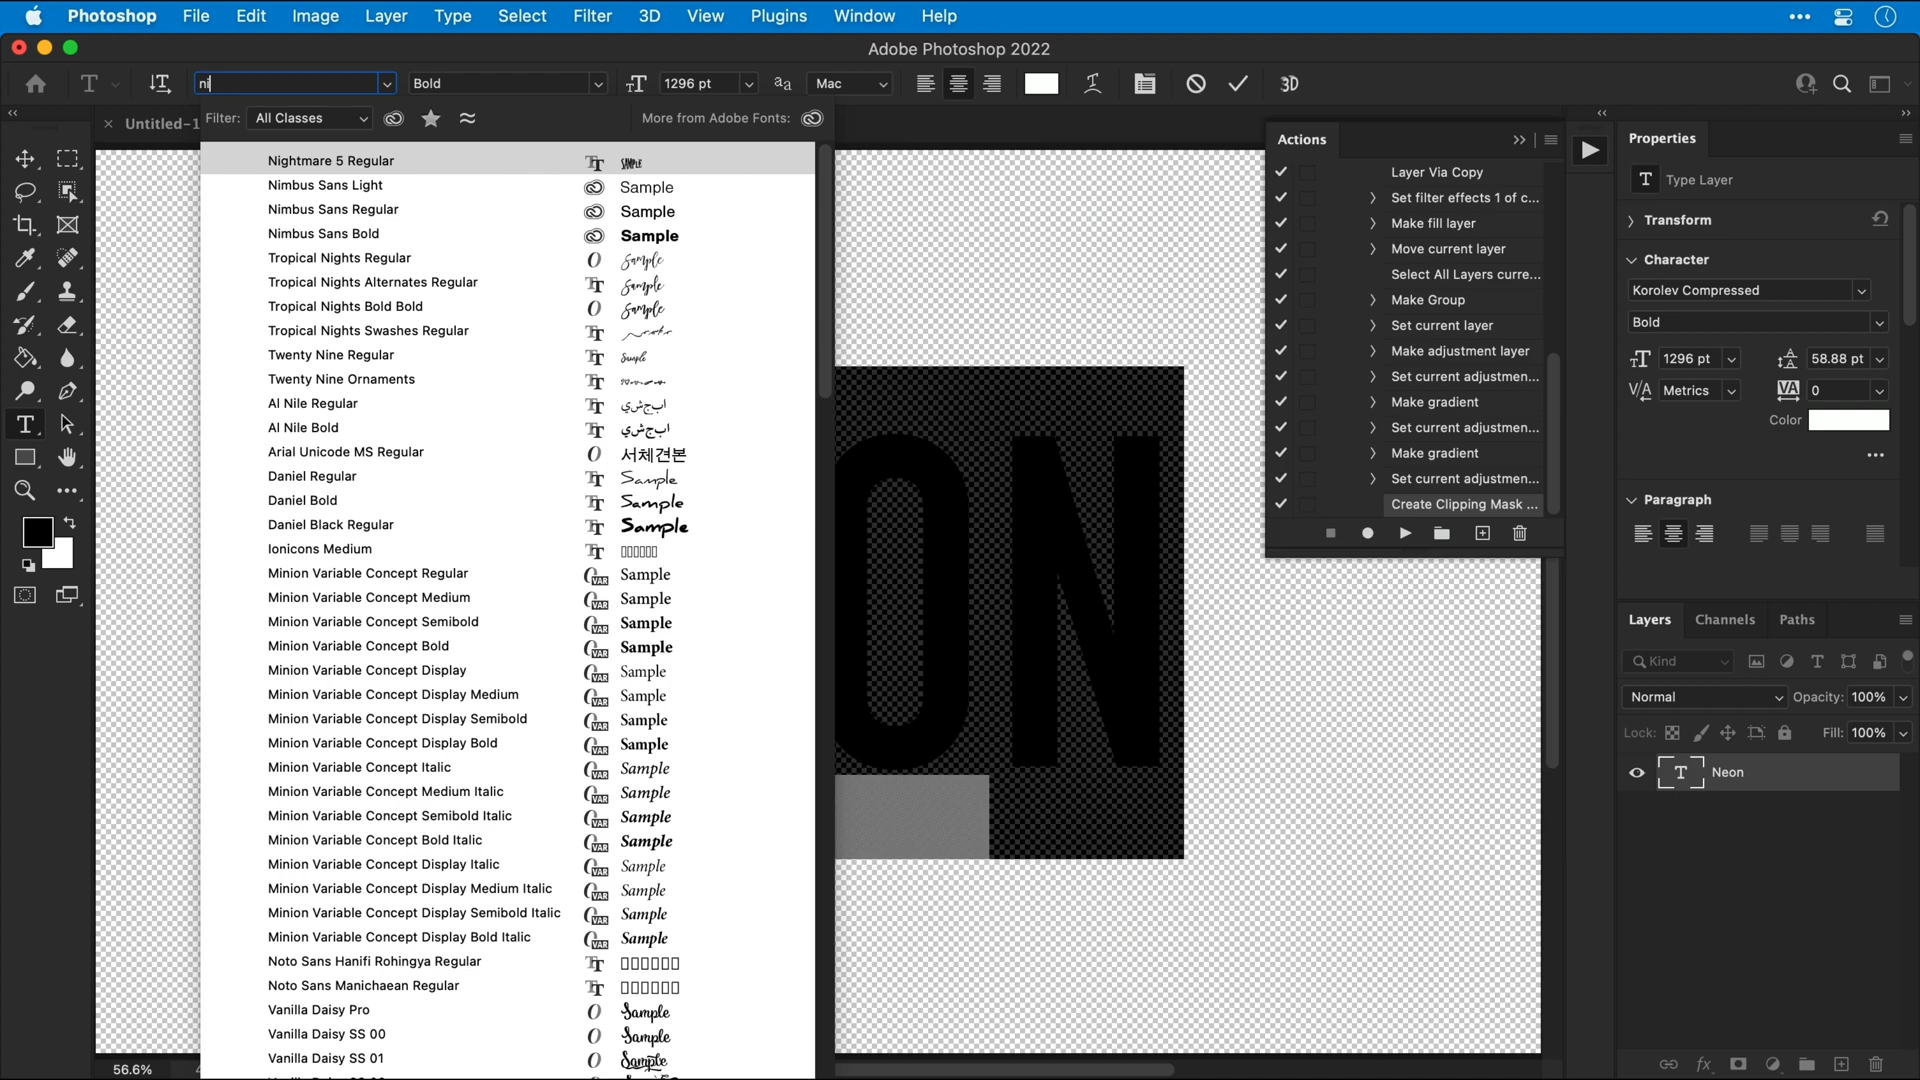 Photoshop File Edit Image Layer Type Select Filter 3D View Plugins Window Help
Adobe Photoshop 2022
ni Bold 1296 pt aa Mac 3D
Filter: All Classes More from Adobe Fonts:
Untitled-1
Nightmare 5 Regular SAMPLE
Nimbus Sans Light Sample
Nimbus Sans Regular Sample
Nimbus Sans Bold Sample
Tropical Nights Regular Sample
Tropical Nights Alternates Regular Sample
Tropical Nights Bold Bold Sample
Tropical Nights Swashes Regular
Twenty Nine Regular Sample
Twenty Nine Ornaments
Al Nile Regular ابجشي
Al Nile Bold ابجشي
Arial Unicode MS Regular 서체견본
Daniel Regular Sample
Daniel Bold Sample
Daniel Black Regular Sample
Ionicons Medium
Minion Variable Concept Regular Sample
Minion Variable Concept Medium Sample
Minion Variable Concept Semibold Sample
Minion Variable Concept Bold Sample
Minion Variable Concept Display Sample
Minion Variable Concept Display Medium Sample
Minion Variable Concept Display Semibold Sample
Minion Variable Concept Display Bold Sample
Minion Variable Concept Italic Sample
Minion Variable Concept Medium Italic Sample
Minion Variable Concept Semibold Italic Sample
Minion Variable Concept Bold Italic Sample
Minion Variable Concept Display Italic Sample
Minion Variable Concept Display Medium Italic Sample
Minion Variable Concept Display Semibold Italic Sample
Minion Variable Concept Display Bold Italic Sample
Noto Sans Hanifi Rohingya Regular
Noto Sans Manichaean Regular
Vanilla Daisy Pro Sample
Vanilla Daisy SS 00 Sample
Vanilla Daisy SS 01 Sample
56.6%
ON
Actions
Layer Via Copy
Set filter effects 1 of c...
Make fill layer
Move current layer
Select All Layers curre...
Make Group
Set current layer
Make adjustment layer
Set current adjustmen...
Make gradient
Set current adjustmen...
Make gradient
Set current adjustmen...
Create Clipping Mask ...
Properties
Type Layer
Transform
Character
Korolev Compressed
Bold
1296 pt 58.88 pt
Metrics 0
Color
Paragraph
Layers Channels Paths
Kind
Normal Opacity: 100%
Lock: Fill: 100%
Neon
fx